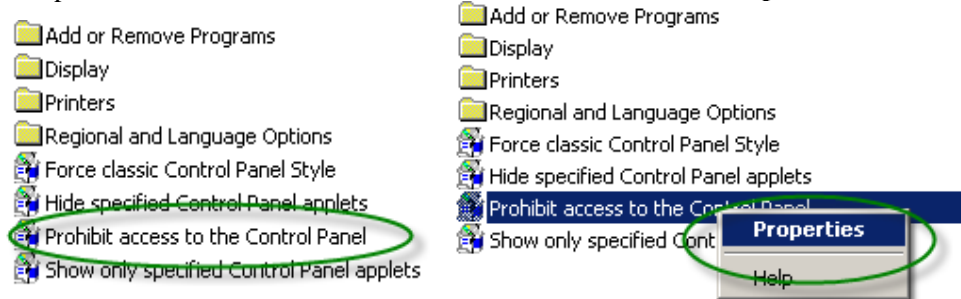 Add or Remove Programs
Display
Printers
Regional and Language Options
Force classic Control Panel Style
Hide specified Control Panel applets
Prohibit access to the Control Panel
Show only specified Control Panel applets
Add or Remove Programs
Display
Printers
Regional and Language Options
Force classic Control Panel Style
Hide specified Control Panel applets
Prohibit access to the Control Panel
Show only specified Cont
Properties
Help